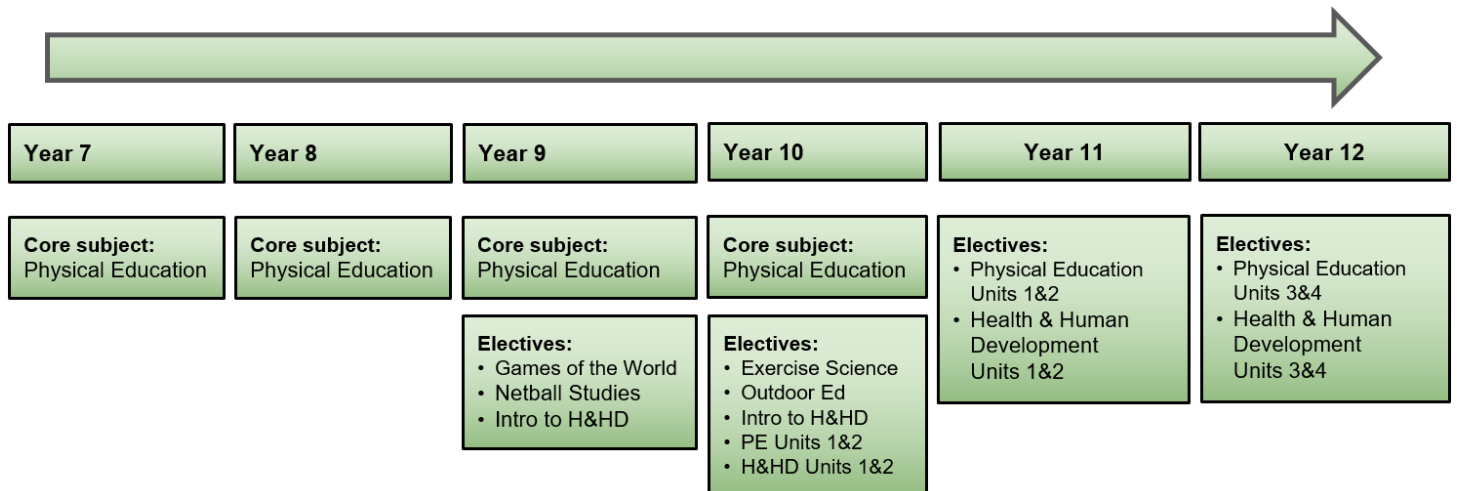 Year 7
Year 8
Year 9
Year 10
Year 11
Year 12
Core subject:
Physical Education
Core subject:
Physical Education
Core subject:
Physical Education
Core subject:
Physical Education
Electives:
• Physical Education
Units 1&2
• Health & Human
Development
Units 1&2
Electives:
• Physical Education
Units 3&4
• Health & Human
Development
Units 3&4
Electives:
• Games of the World
• Netball Studies
• Intro to H&HD
Electives:
• Exercise Science
• Outdoor Ed
• Intro to H&HD
• PE Units 1&2
• H&HD Units 1&2